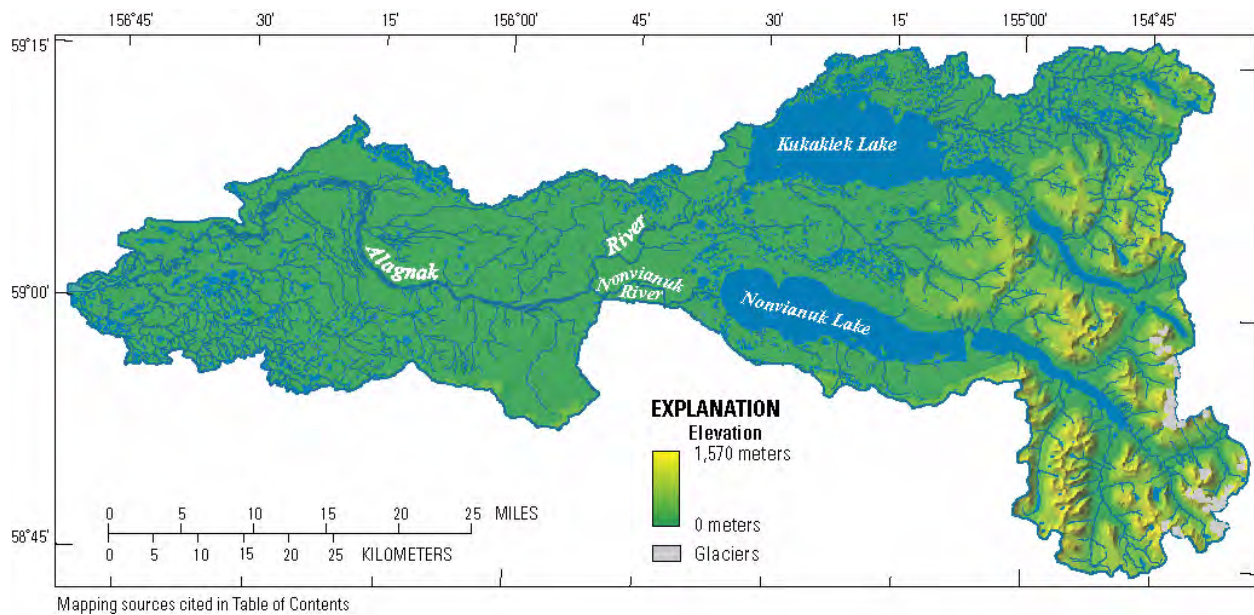 156°45' 30' 15' 156°00' 45' 30' 15' 155°00' 154°45'
59°15'
Kukaklek Lake
River
Alagnak
59°00'
Nonvianuk
River
Nonvianuk Lake
EXPLANATION
Elevation
1,570 meters
0 5 10 15 20 25 MILES
0 meters
58°45'
0 5 10 15 20 25 KILOMETERS
Glaciers
Mapping sources cited in Table of Contents